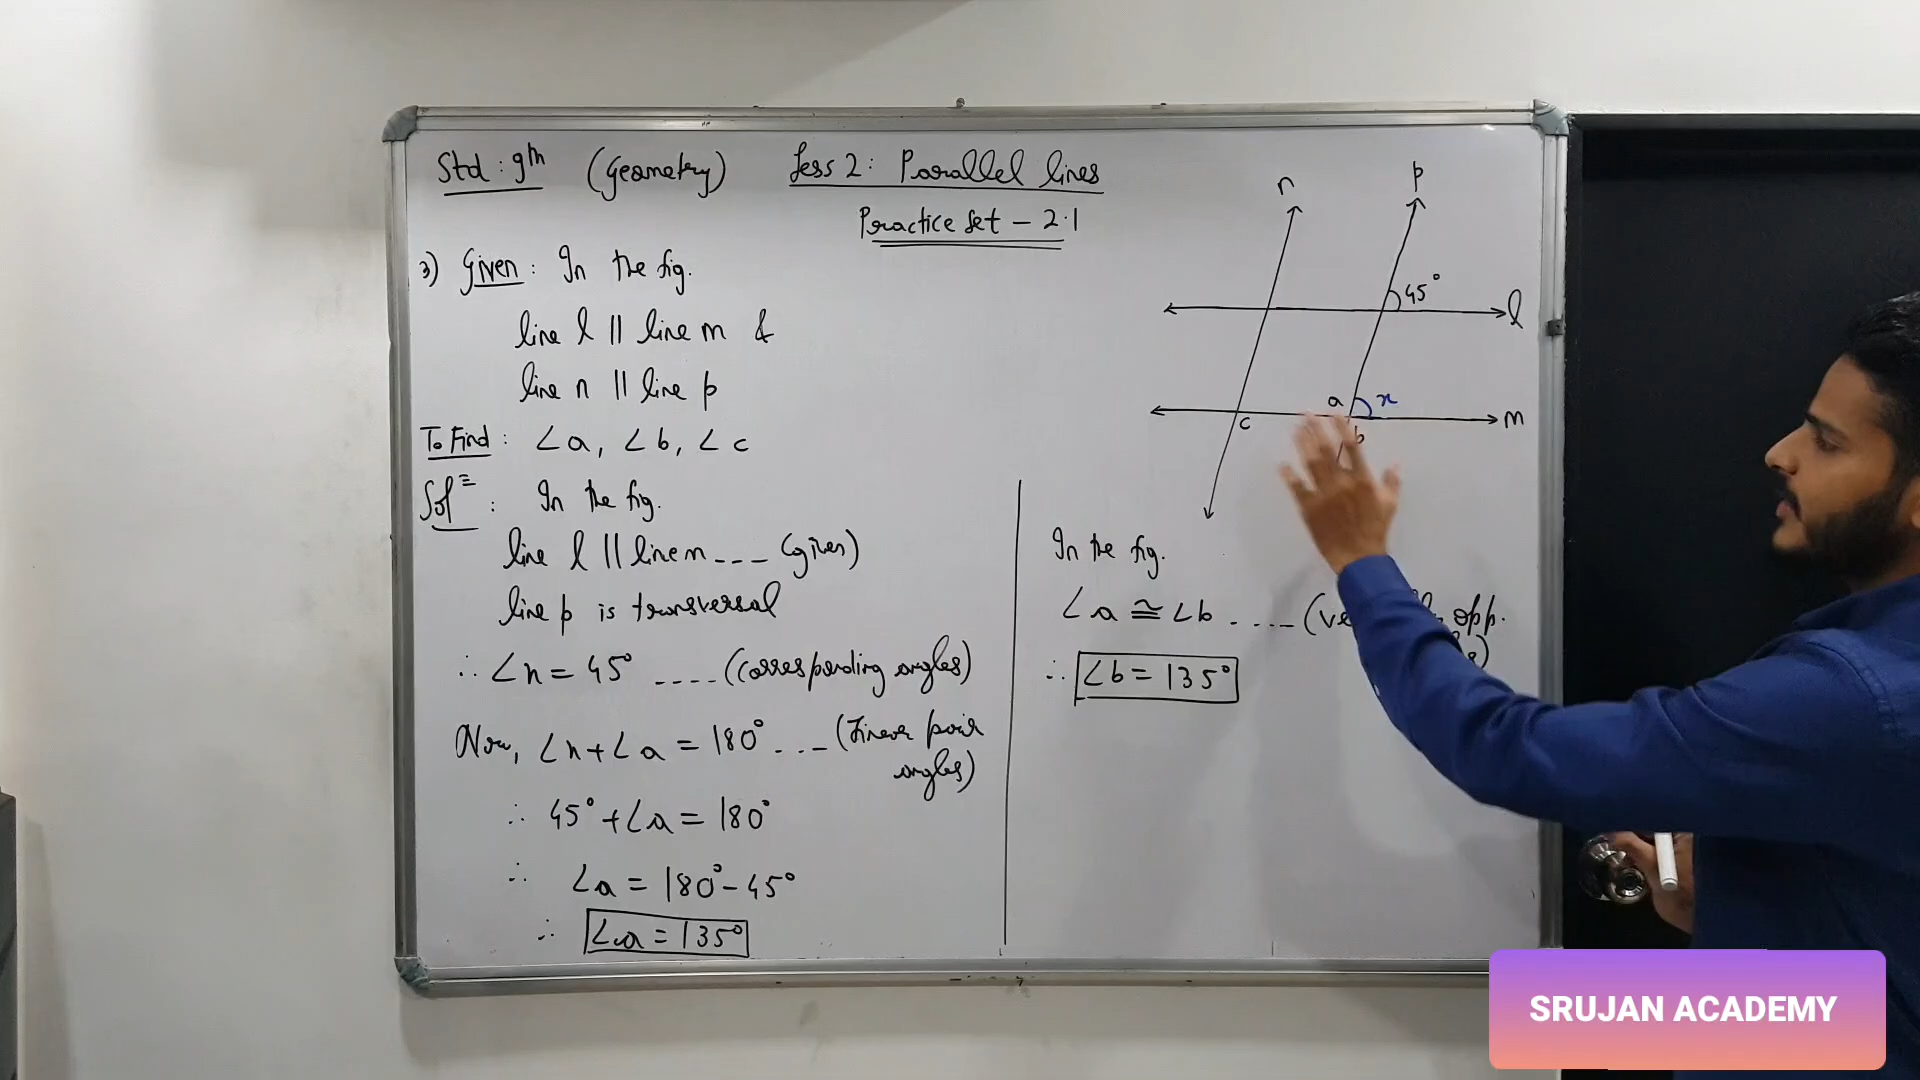 Std : 9th (Geometry) Less 2 : Parallel lines
Practice Set - 2.1
3) Given : In the fig.
line l || line m &
line n || line p
To Find : ∠a, ∠b, ∠c
Sol : In the fig.
line l || line m --- (given)
line p is transversal
∴ ∠x = 45° ---- (corresponding angles)
Now, ∠x + ∠a = 180° --- (Linear pair
angles)
∴ 45° + ∠a = 180°
∴ ∠a = 180° - 45°
∴ ∠a = 135°
n
p
45°
l
a x
m
c
b
In the fig.
∠a ≅ ∠b ---- ( opp.
∴ ∠b = 135°
SRUJAN ACADEMY